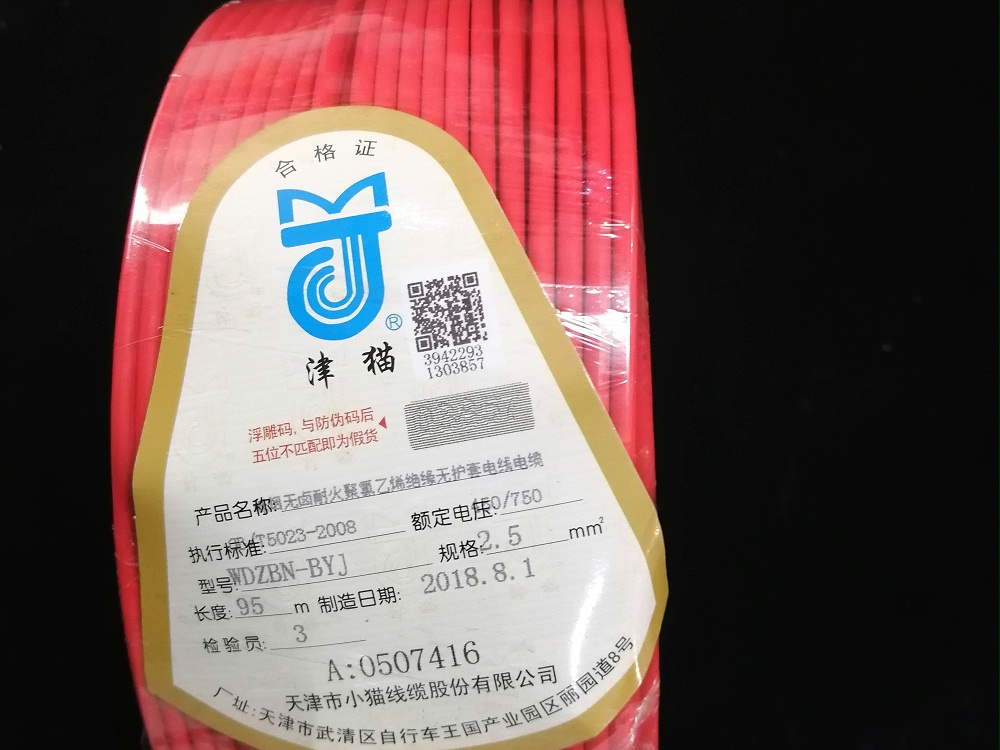 合格证
®
津猫
3942293
1303857
浮雕码,与防伪码后
五位不匹配即为假货
产品名称:烟无卤耐火聚氯乙烯绝缘无护套电线电缆
执行标准:/T5023-2008 额定电压:450/750
型号:WDZBN-BYJ 规格:2.5 mm²
长度:95 m 制造日期:2018.8.1
检验员:3
A:0507416
天津市小猫线缆股份有限公司
厂址:天津市武清区自行车王国产业园区丽园道8号